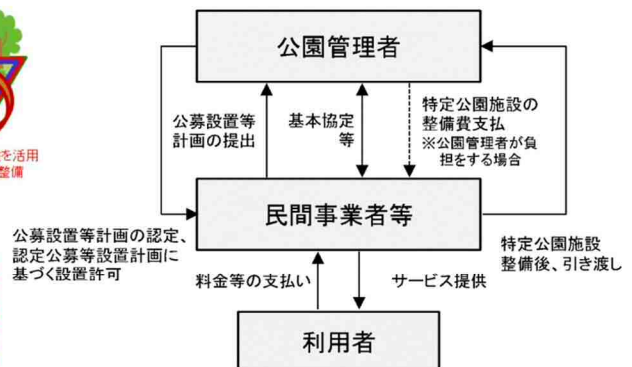 公園管理者
公募設置等
計画の提出
基本協定
等
特定公園施設の
整備費支払
※公園管理者が負
担をする場合
を活用
整備
民間事業者等
公募設置等計画の認定、
認定公募等設置計画に
基づく設置許可
特定公園施設
整備後、引き渡し
料金等の支払い
サービス提供
利用者